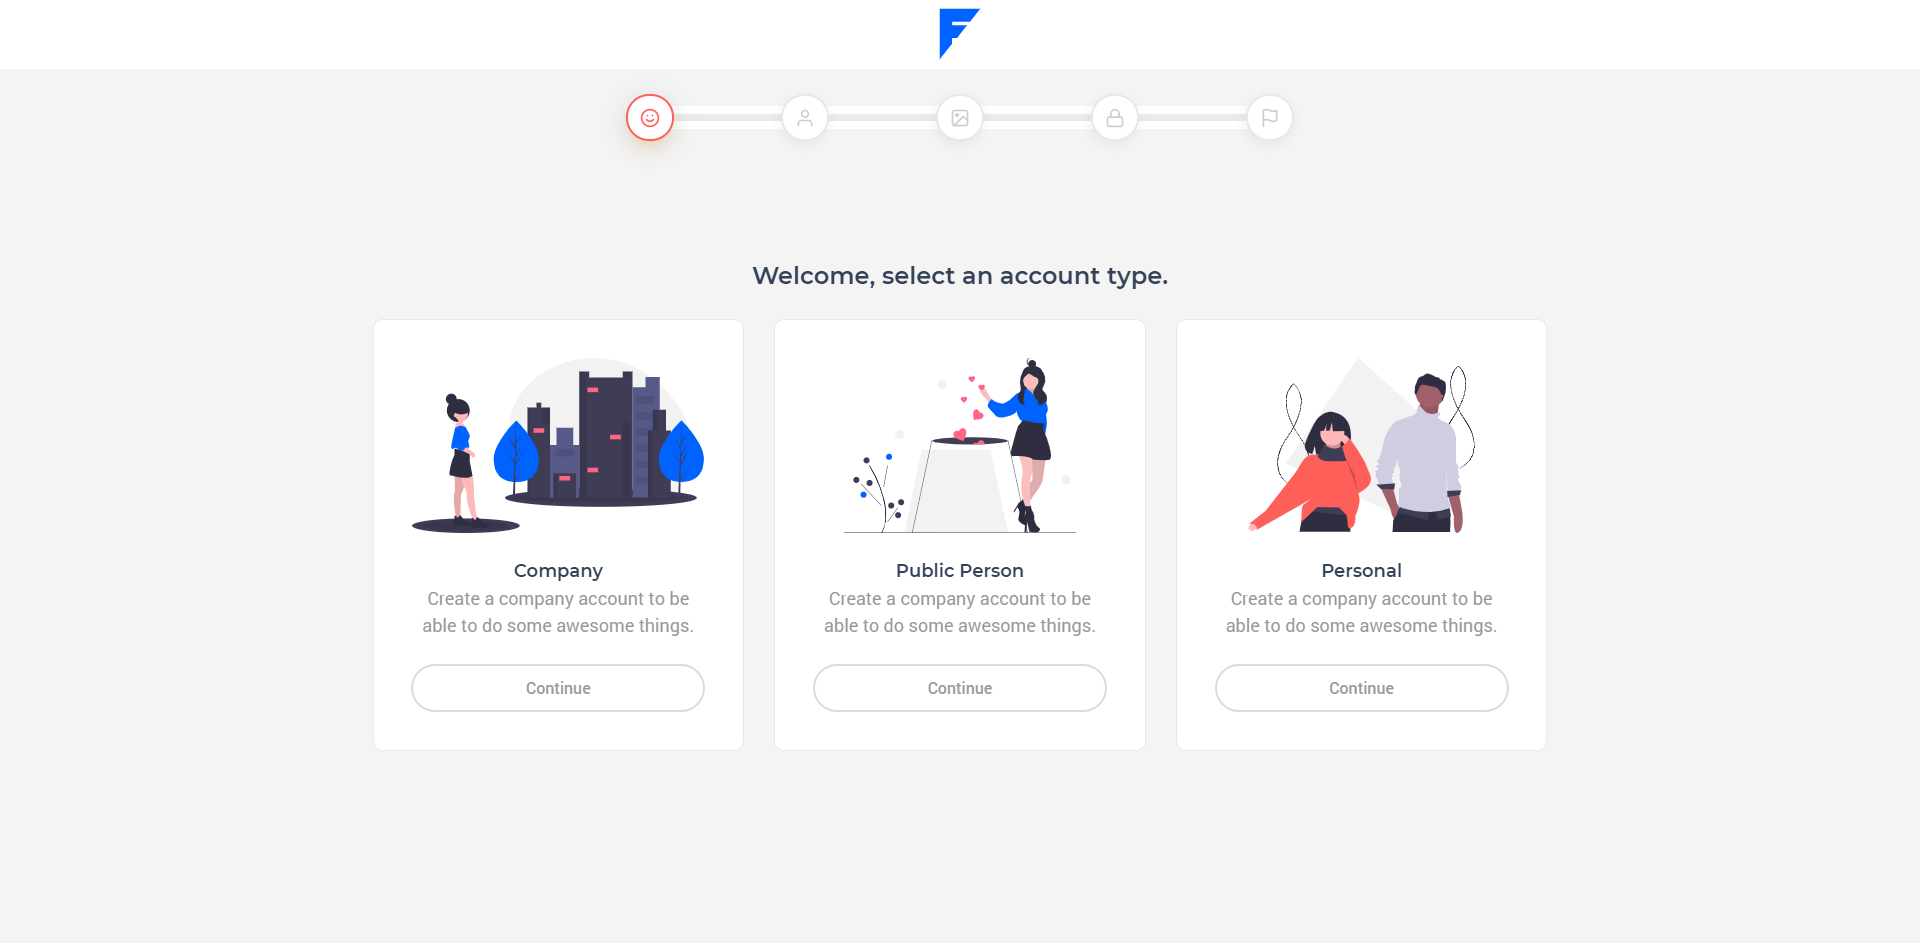 Welcome, select an account type.
Company
Create a company account to be
able to do some awesome things.
Continue
Public Person
Create a company account to be
able to do some awesome things.
Continue
Personal
Create a company account to be
able to do some awesome things.
Continue